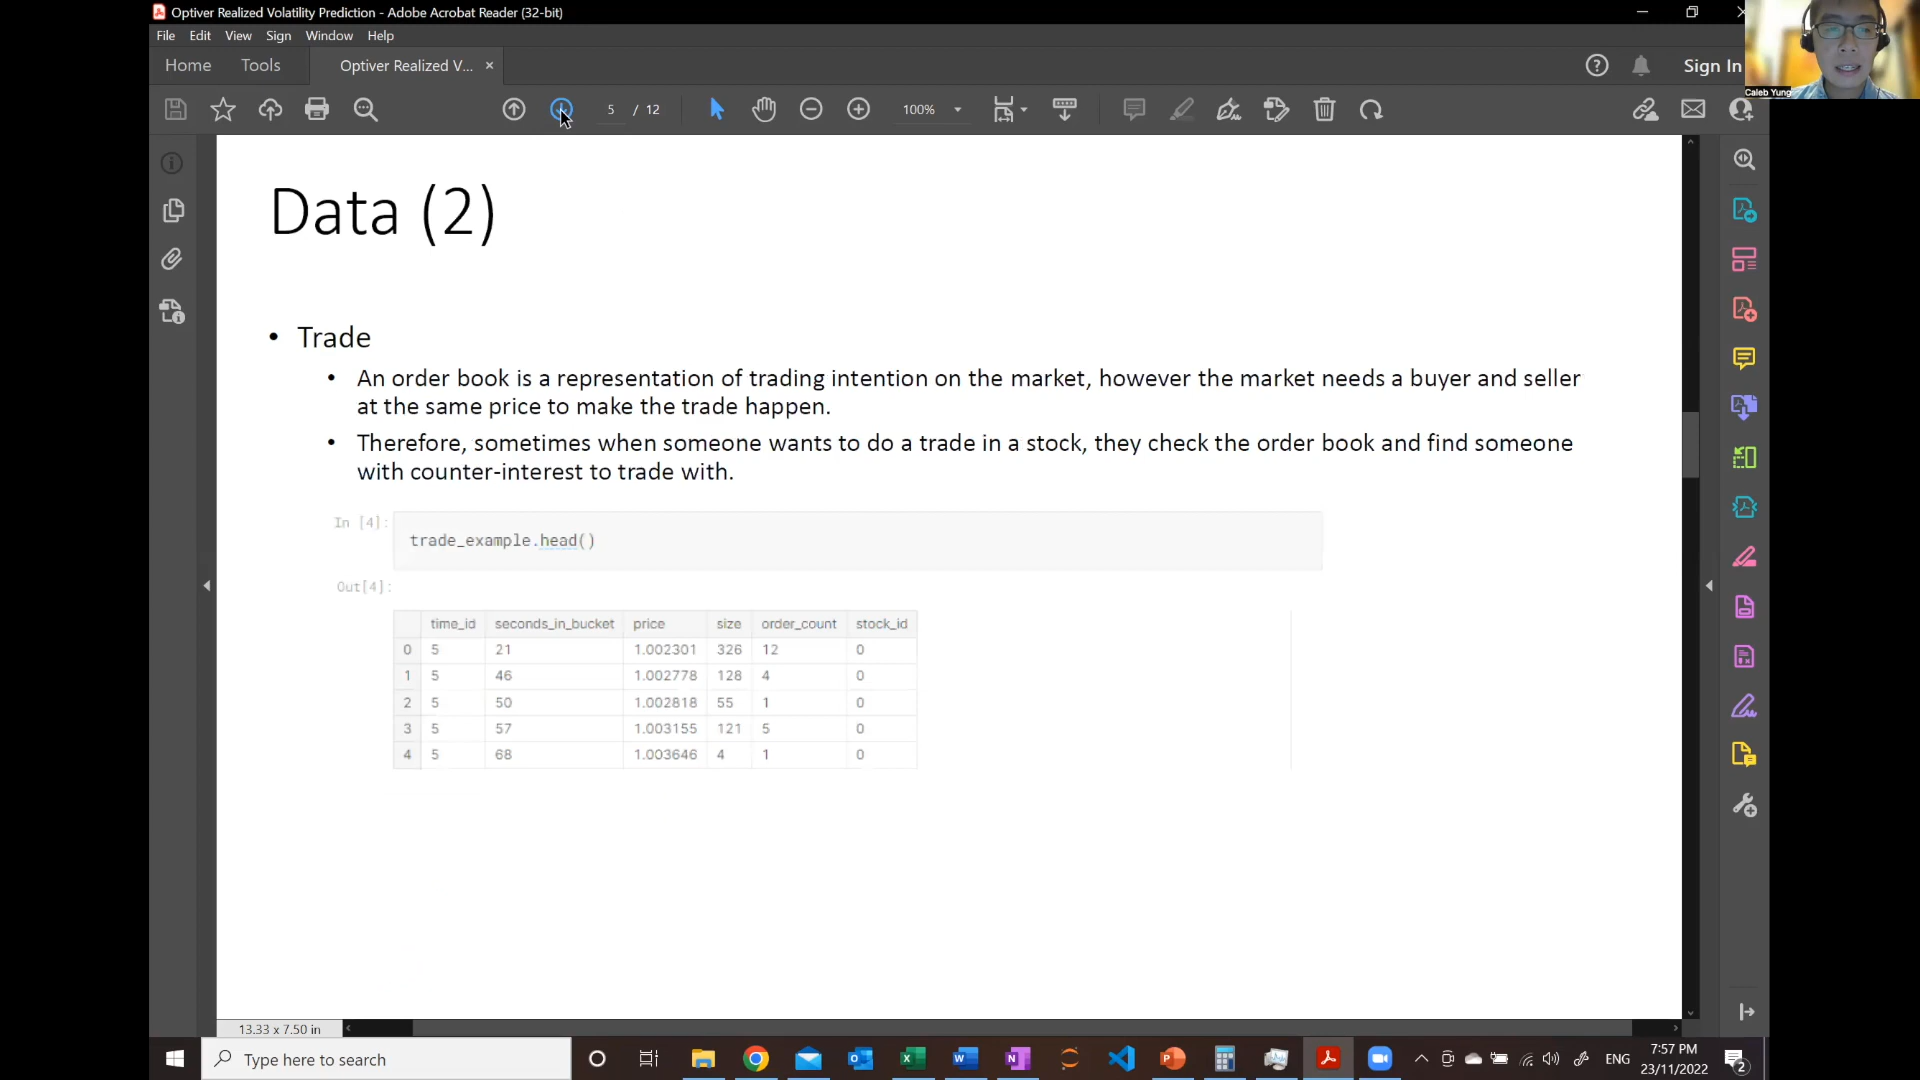 Optiver Realized Volatility Prediction - Adobe Acrobat Reader (32-bit)
File Edit View Sign Window Help
Home Tools Optiver Realized V... × Sign In
Caleb Yung
5 / 12 100%
Data (2)
• Trade
• An order book is a representation of trading intention on the market, however the market needs a buyer and seller
at the same price to make the trade happen.
• Therefore, sometimes when someone wants to do a trade in a stock, they check the order book and find someone
with counter-interest to trade with.
In [4]:
trade_example.head()
Out[4]:
time_id seconds_in_bucket price size order_count stock_id
0 5 21 1.002301 326 12 0
1 5 46 1.002778 128 4 0
2 5 50 1.002818 55 1 0
3 5 57 1.003155 121 5 0
4 5 68 1.003646 4 1 0
13.33 x 7.50 in
Type here to search
ENG
7:57 PM
23/11/2022
2